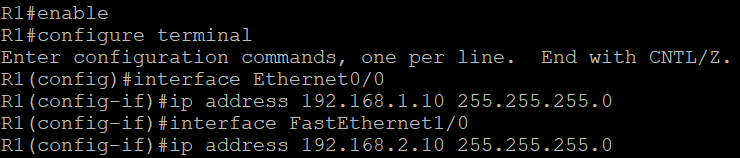 R1#enable
R1#configure terminal
Enter configuration commands, one per line.  End with CNTL/Z.
R1(config)#interface Ethernet0/0
R1(config-if)#ip address 192.168.1.10 255.255.255.0
R1(config-if)#interface FastEthernet1/0
R1(config-if)#ip address 192.168.2.10 255.255.255.0